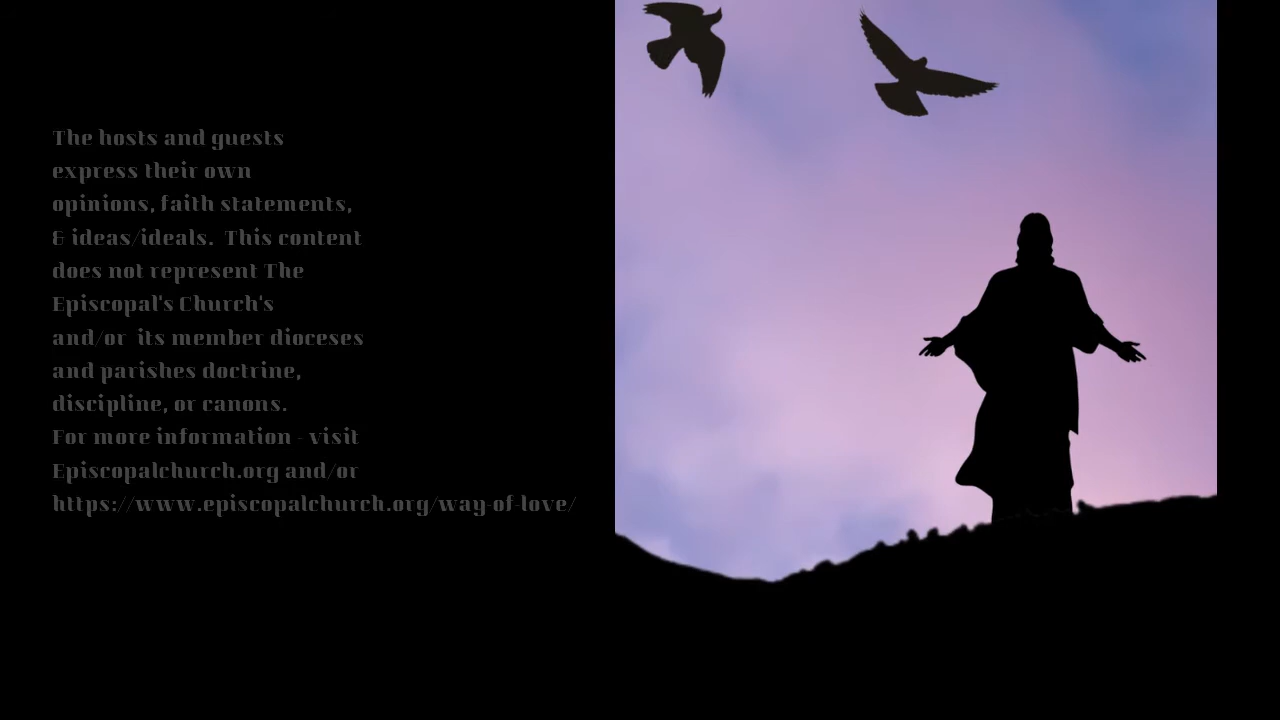 The hosts and guests
express their own
opinions, faith statements,
& ideas/ideals.  This content
does not represent The
Episcopal's Church's
and/or  its member dioceses
and parishes doctrine,
discipline, or canons.
For more information - visit
Episcopalchurch.org and/or
https://www.episcopalchurch.org/way-of-love/